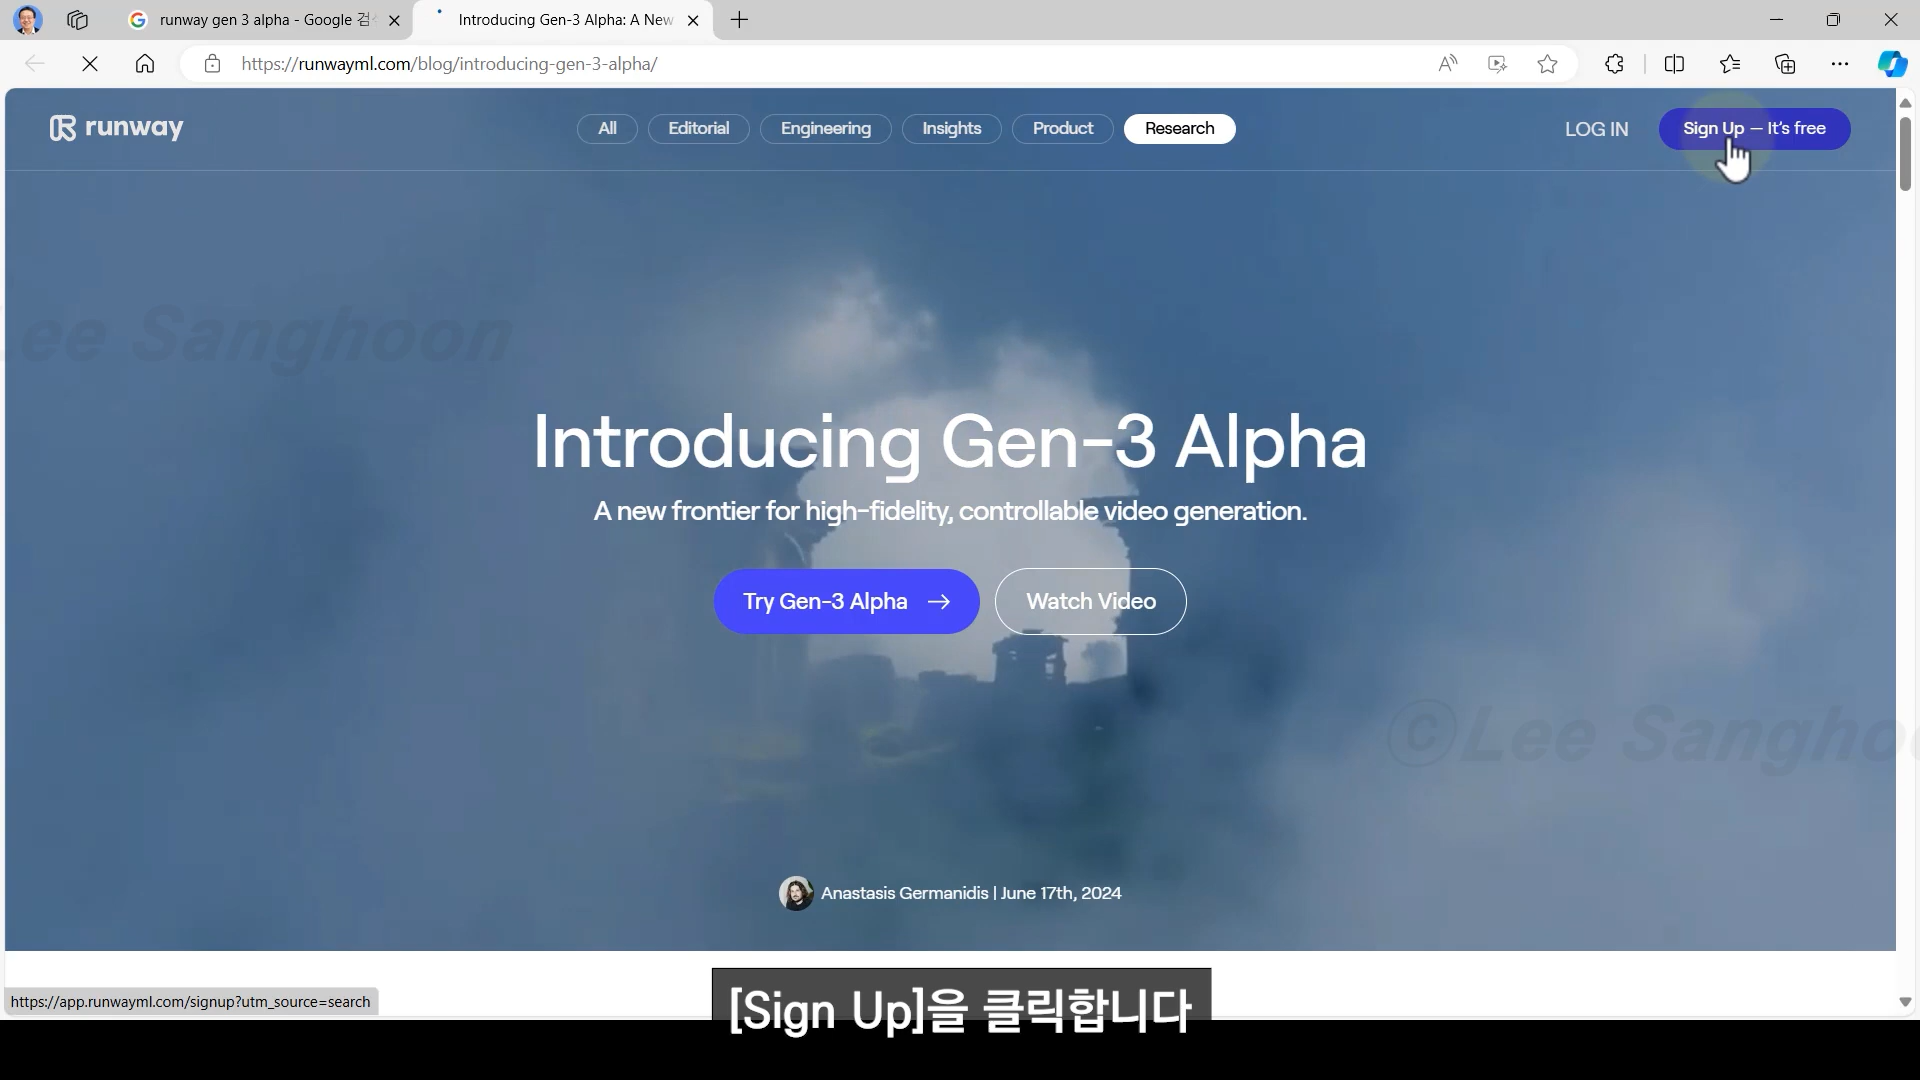 runway gen 3 alpha - Google 검
Introducing Gen-3 Alpha: A New
https://runwayml.com/blog/introducing-gen-3-alpha/
runway
All
Editorial
Engineering
Insights
Product
Research
LOG IN
Sign Up — It's free
Lee Sanghoon
Introducing Gen-3 Alpha
A new frontier for high-fidelity, controllable video generation.
Try Gen-3 Alpha →
Watch Video
©Lee Sangho
Anastasis Germanidis | June 17th, 2024
https://app.runwayml.com/signup?utm_source=search
[Sign Up]을 클릭합니다